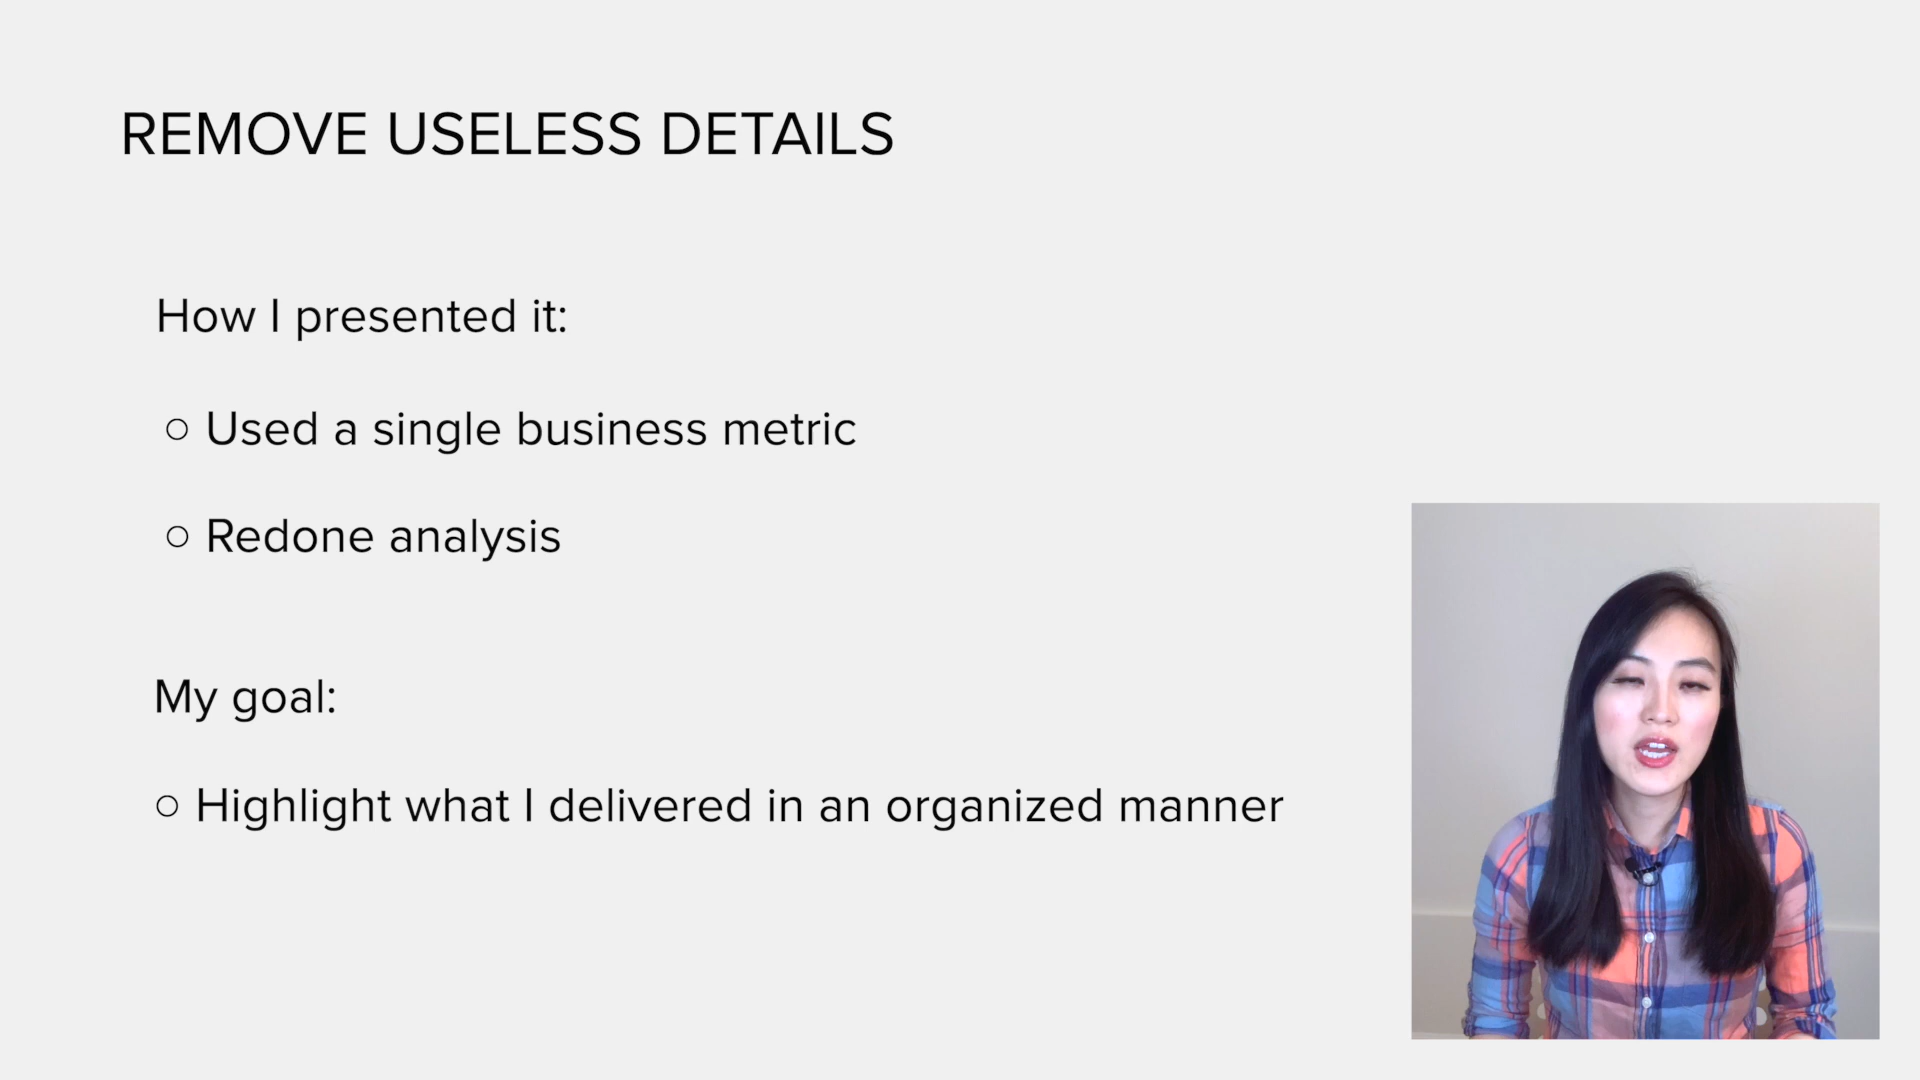 REMOVE USELESS DETAILS
How I presented it:
○ Used a single business metric
○ Redone analysis
My goal:
○ Highlight what I delivered in an organized manner